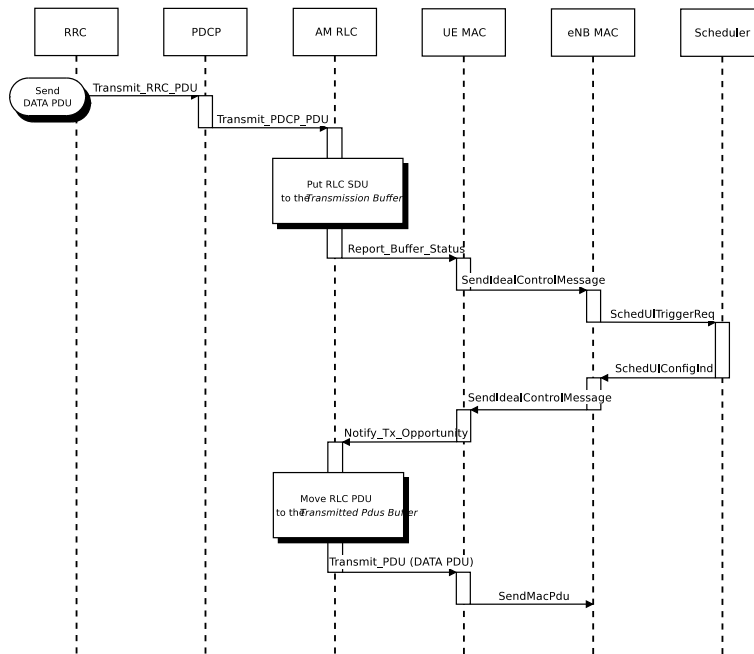 RRC
PDCP
AM RLC
UE MAC
eNB MAC
Scheduler
Send
DATA PDU
Transmit_RRC_PDU
Transmit_PDCP_PDU
Put RLC SDU
to the Transmission Buffer
Report_Buffer_Status
SendIdealControlMessage
SchedUlTriggerReq
SchedUlConfigInd
SendIdealControlMessage
Notify_Tx_Opportunity
Move RLC PDU
to the Transmitted Pdus Buffer
Transmit_PDU (DATA PDU)
SendMacPdu